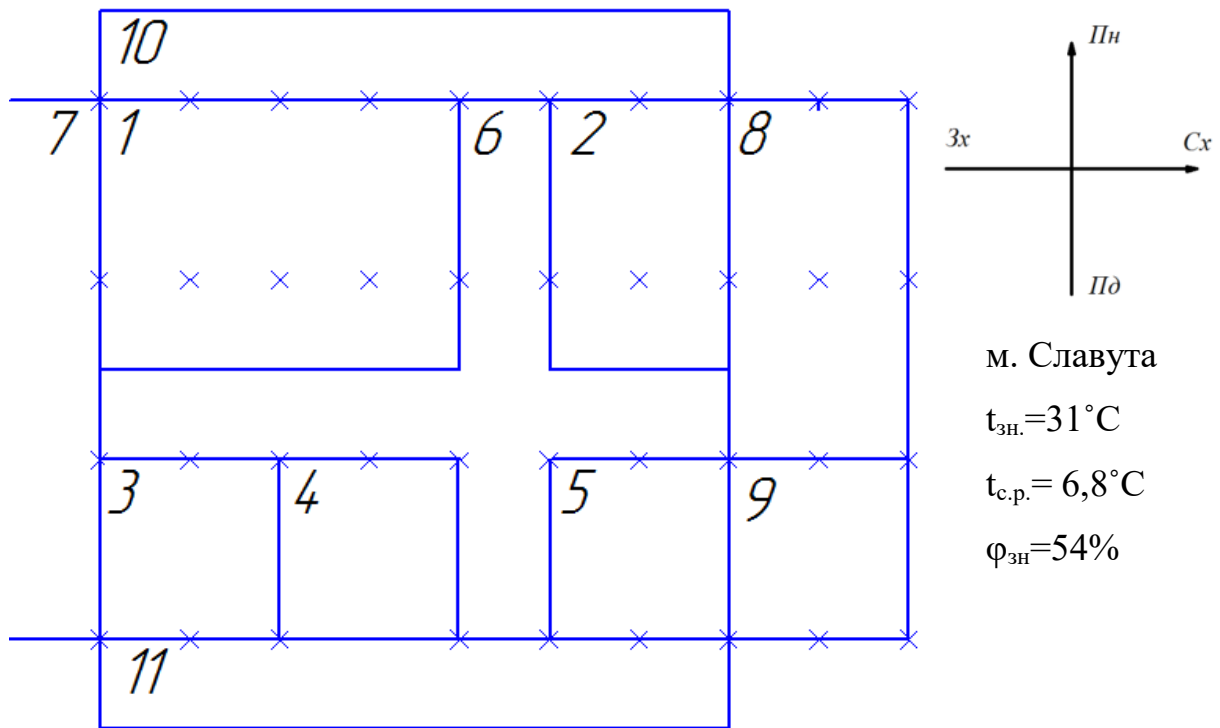 10
7 1 6 2 8
3 4 5 9
11
Пн
Зх Сх
Пд
м. Славута
tзн.=31˚C
tс.р.= 6,8˚C
φзн=54%